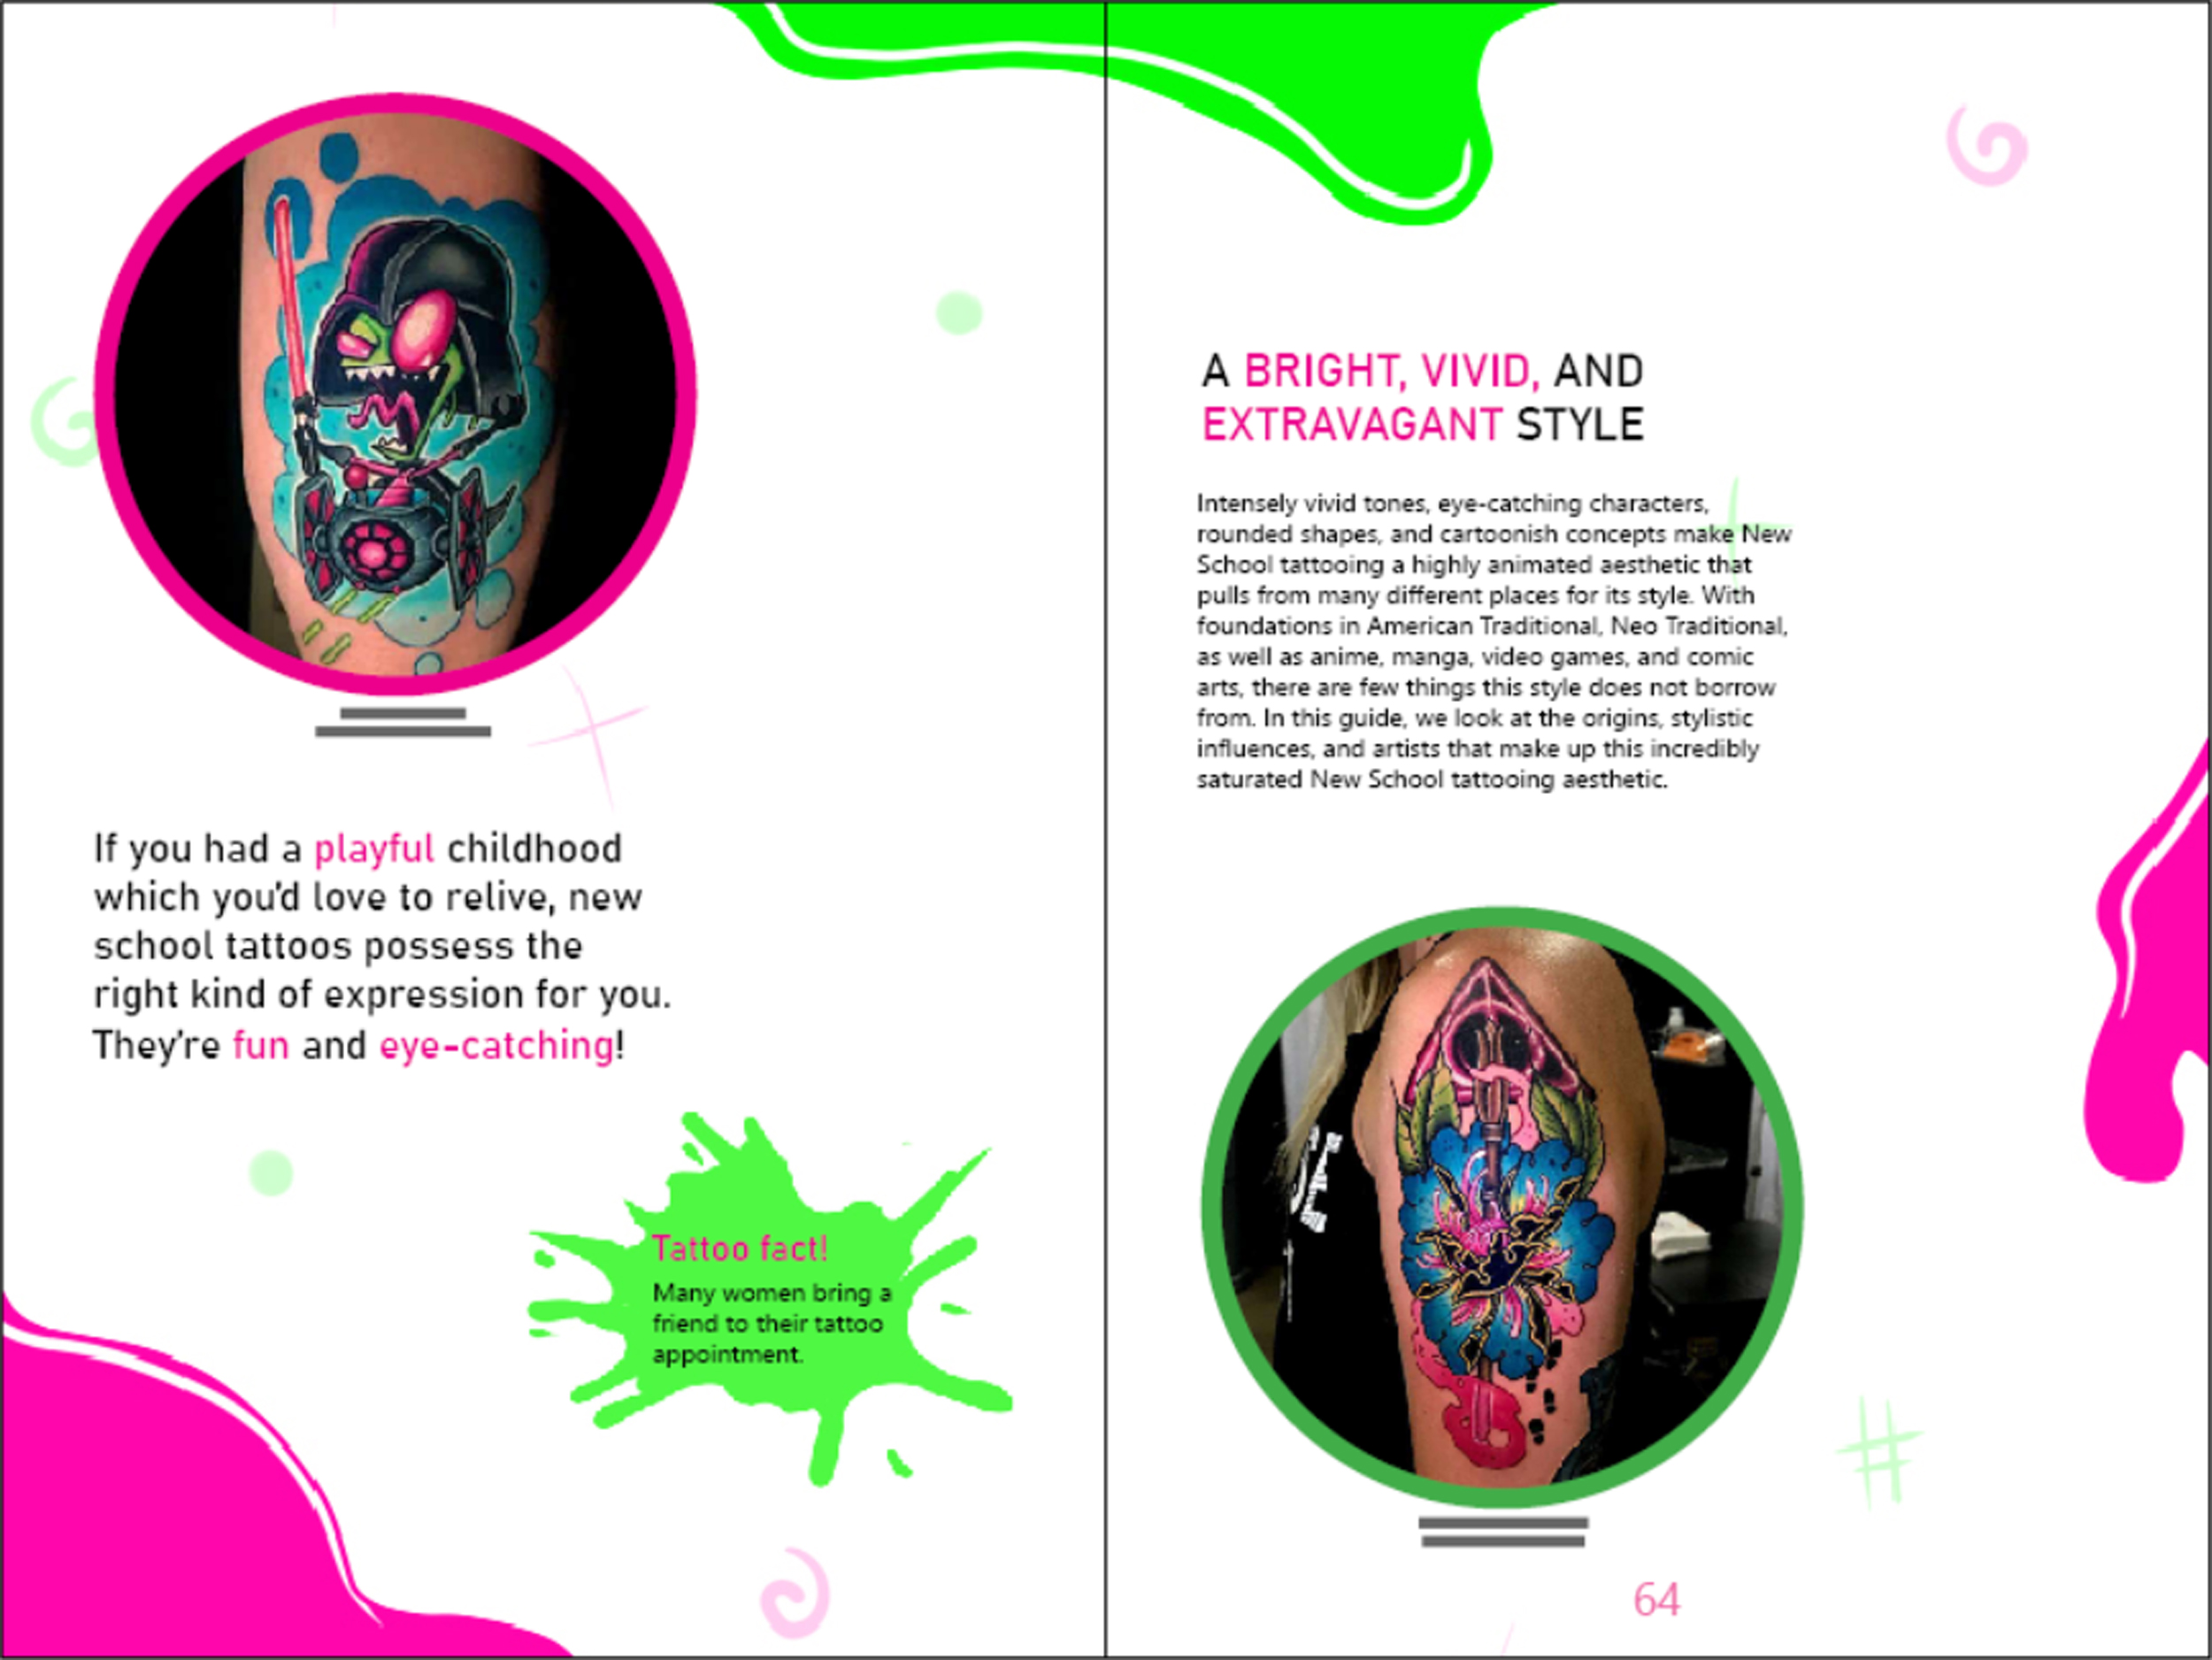 If you had a playful childhood
which you'd love to relive, new
school tattoos possess the
right kind of expression for you.
They're fun and eye-catching!
Tattoo fact!
Many women bring a
friend to their tattoo
appointment.
A BRIGHT, VIVID, AND
EXTRAVAGANT STYLE
Intensely vivid tones, eye-catching characters,
rounded shapes, and cartoonish concepts make New
School tattooing a highly animated aesthetic that
pulls from many different places for its style. With
foundations in American Traditional, Neo Traditional,
as well as anime, manga, video games, and comic
arts, there are few things this style does not borrow
from. In this guide, we look at the origins, stylistic
influences, and artists that make up this incredibly
saturated New School tattooing aesthetic.
64